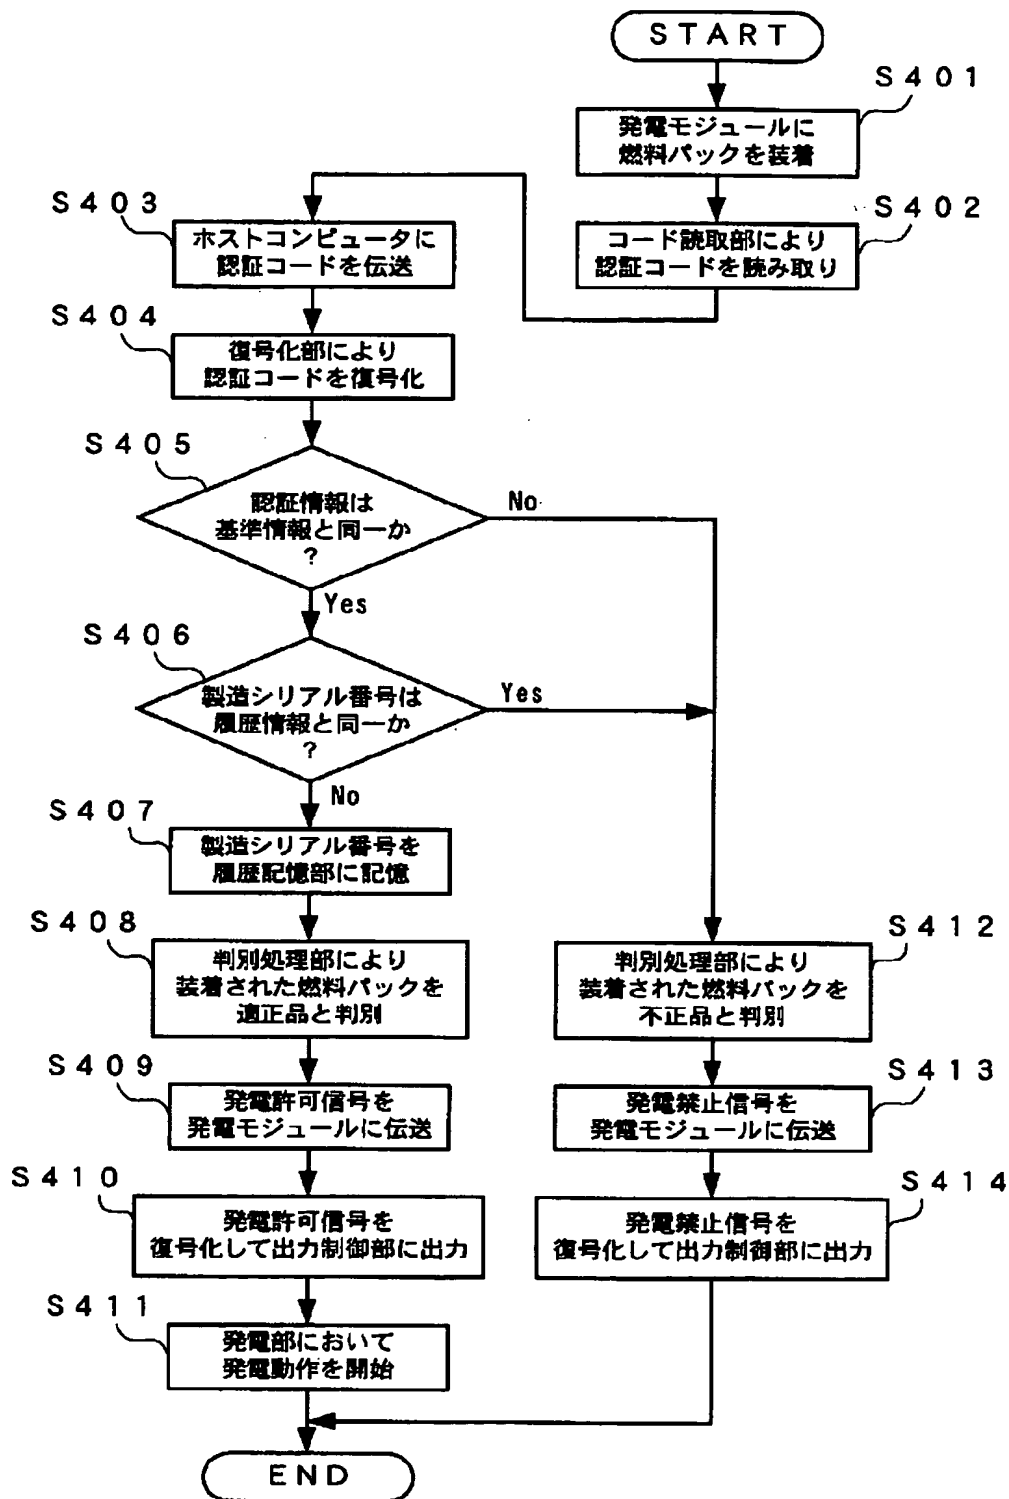 START
S401
発電モジュールに
燃料パックを装着
S402
コード読取部により
認証コードを読み取り
S403
ホストコンピュータに
認証コードを伝送
S404
復号化部により
認証コードを復号化
S405
認証情報は
基準情報と同一か
?
No
Yes
S406
製造シリアル番号は
履歴情報と同一か
?
Yes
No
S407
製造シリアル番号を
履歴記憶部に記憶
S408
判別処理部により
装着された燃料パックを
適正品と判別
S409
発電許可信号を
発電モジュールに伝送
S410
発電許可信号を
復号化して出力制御部に出力
S411
発電部において
発電動作を開始
S412
判別処理部により
装着された燃料パックを
不正品と判別
S413
発電禁止信号を
発電モジュールに伝送
S414
発電禁止信号を
復号化して出力制御部に出力
END